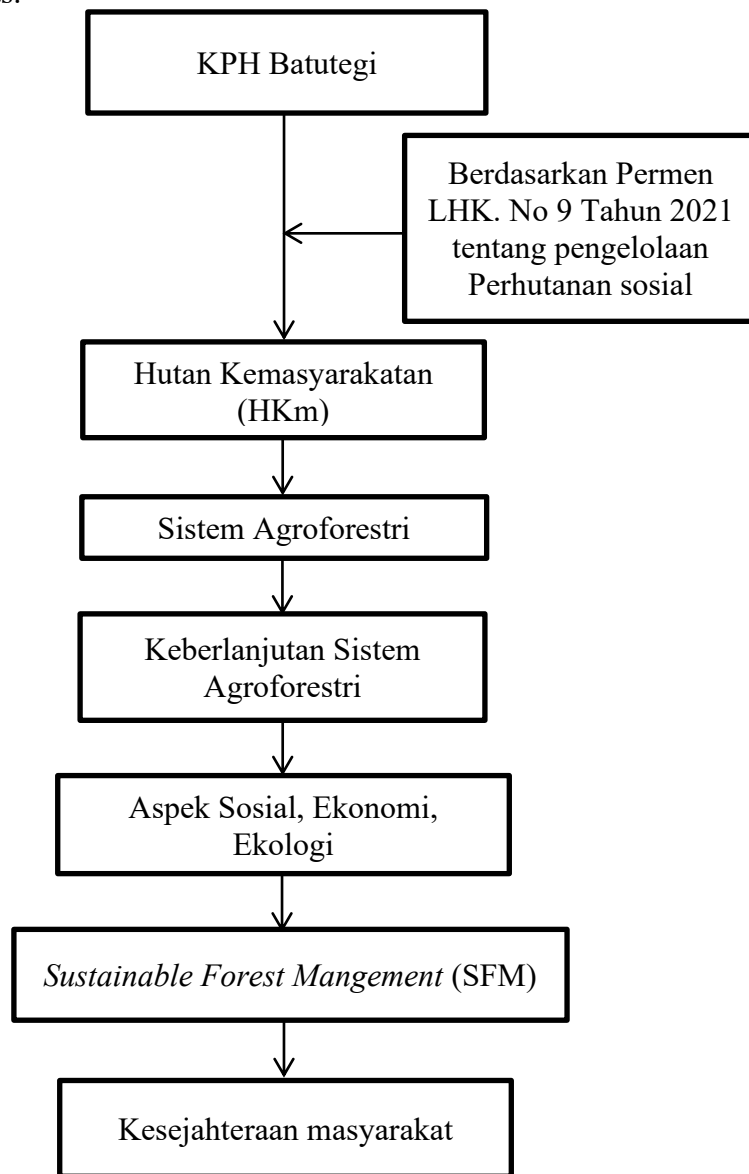 KPH Batutegi
Berdasarkan Permen
LHK. No 9 Tahun 2021
tentang pengelolaan
Perhutanan sosial
Hutan Kemasyarakatan
(HKm)
Sistem Agroforestri
Keberlanjutan Sistem
Agroforestri
Aspek Sosial, Ekonomi,
Ekologi
Sustainable Forest Mangement (SFM)
Kesejahteraan masyarakat